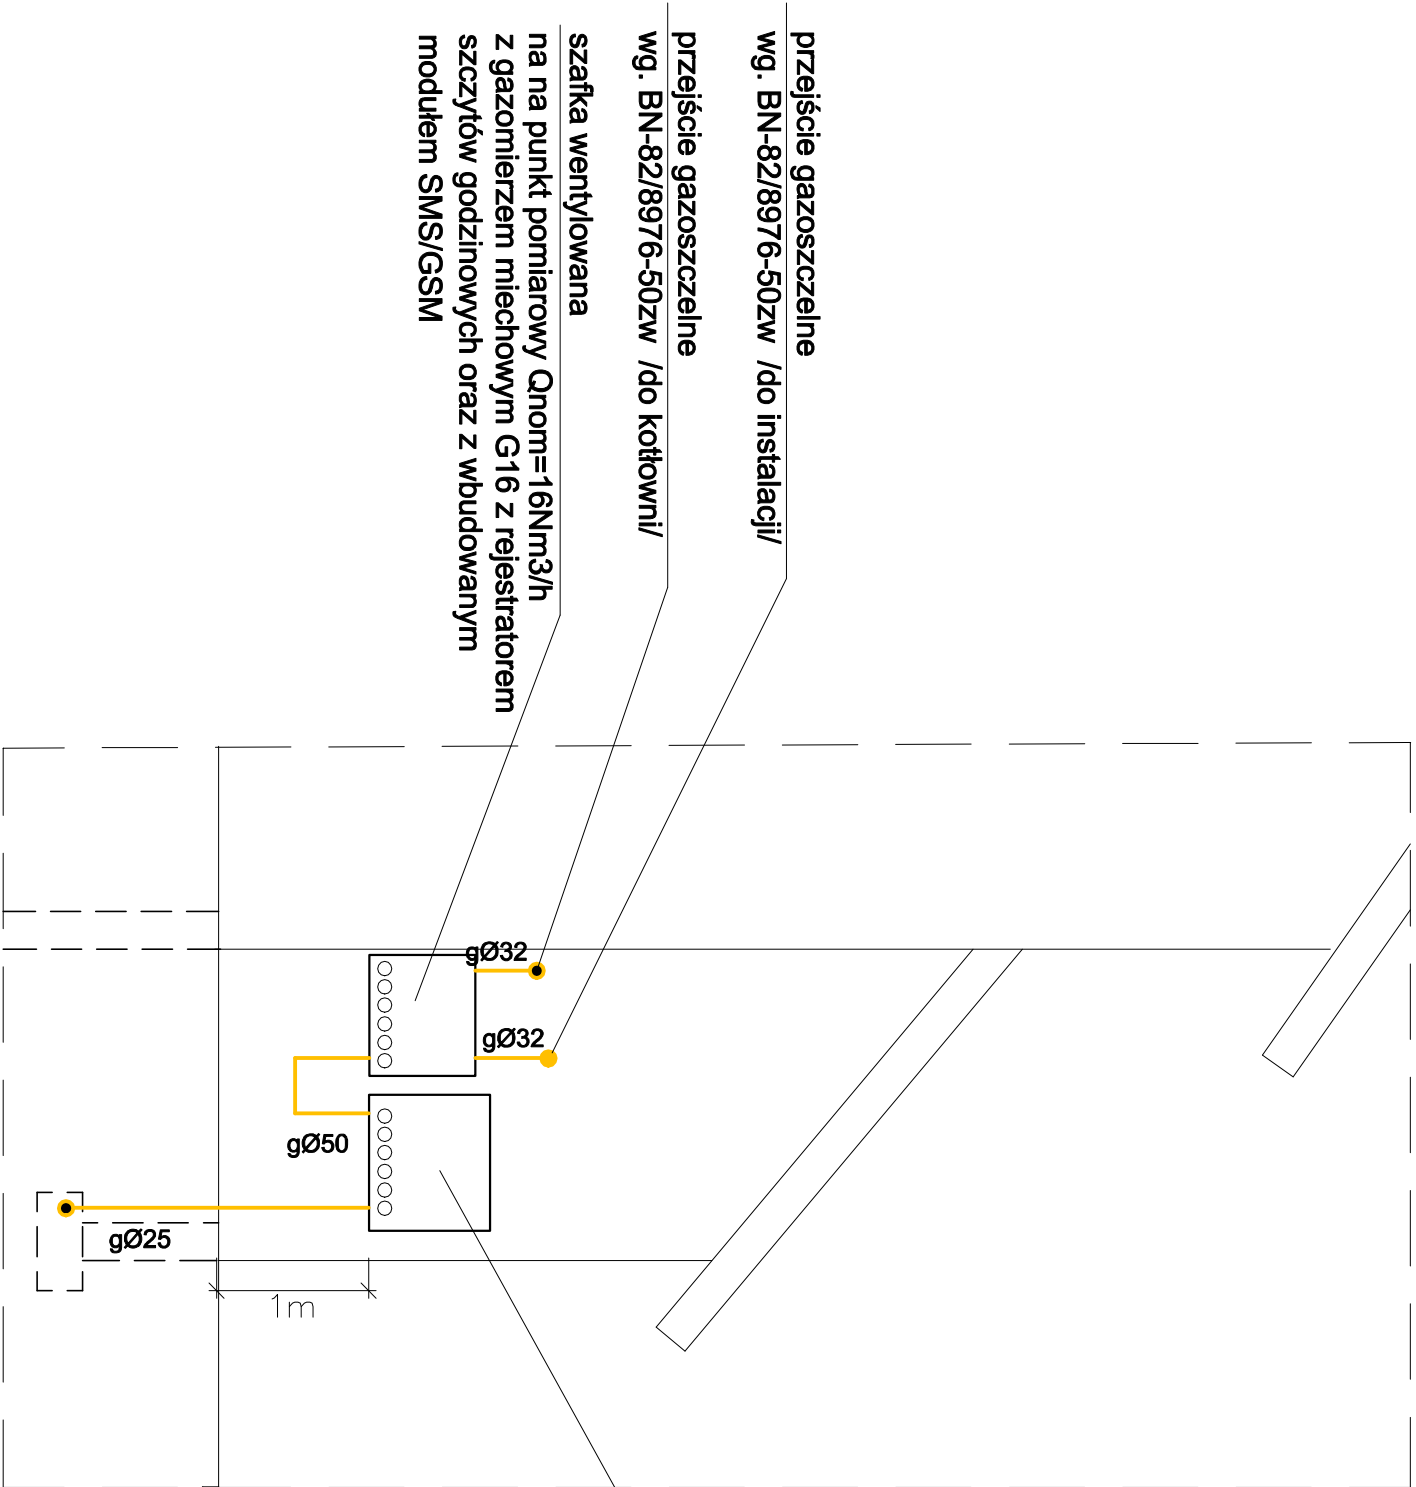 przejście gazoszczelne
wg. BN-82/8976-50zw /do instalacji/
przejście gazoszczelne
wg. BN-82/8976-50zw /do kotłowni/
szafka wentylowana
na na punkt pomiarowy Qnom=16Nm3/h
z gazomierzem miechowym G16 z rejestratorem
szczytów godzinowych oraz z wbudowanym
modułem SMS/GSM
gØ32
gØ32
gØ50
gØ25
1m